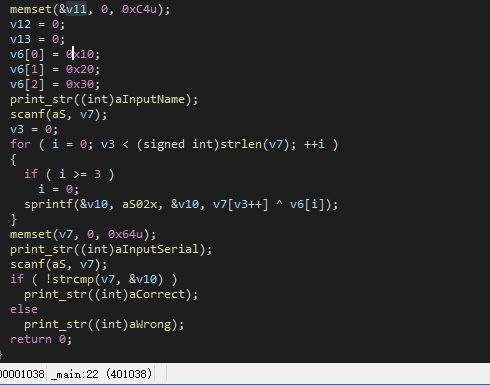 memset(&v11, 0, 0xC4u);
v12 = 0;
v13 = 0;
v6[0] = 0x10;
v6[1] = 0x20;
v6[2] = 0x30;
print_str((int)aInputName);
scanf(aS, v7);
v3 = 0;
for ( i = 0; v3 < (signed int)strlen(v7); ++i )
{
if ( i >= 3 )
i = 0;
sprintf(&v10, aS02x, &v10, v7[v3++] ^ v6[i]);
}
memset(v7, 0, 0x64u);
print_str((int)aInputSerial);
scanf(aS, v7);
if ( !strcmp(v7, &v10) )
print_str((int)aCorrect);
else
print_str((int)aWrong);
return 0;
}
00001038 _main:22 (401038)